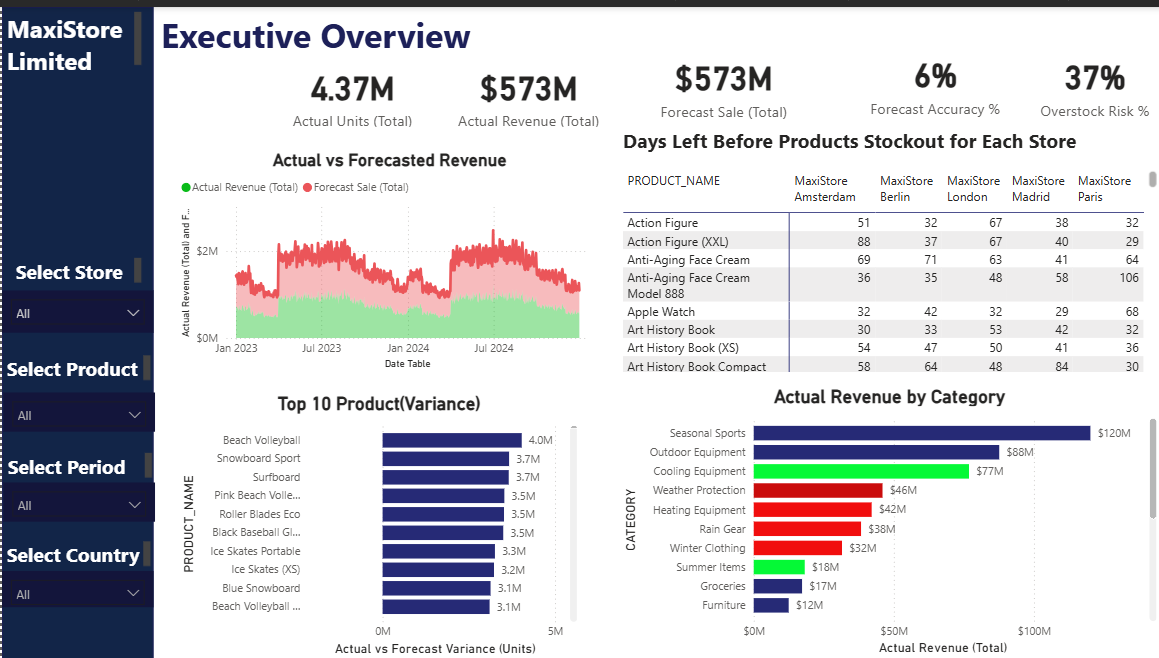 MaxiStore
Limited
Executive Overview
4.37M
Actual Units (Total)
$573M
Actual Revenue (Total)
$573M
Forecast Sale (Total)
6%
Forecast Accuracy %
37%
Overstock Risk %
Select Store
All
Select Product
All
Select Period
All
Select Country
All
Actual vs Forecasted Revenue
Actual Revenue (Total) Forecast Sale (Total)
Actual Revenue (Total) and F...
$2M
$0M
Jan 2023 Jul 2023 Jan 2024 Jul 2024
Date Table
Days Left Before Products Stockout for Each Store
PRODUCT_NAME MaxiStore Amsterdam MaxiStore Berlin MaxiStore London MaxiStore Madrid MaxiStore Paris
Action Figure 51 32 67 38 32
Action Figure (XXL) 88 37 67 40 29
Anti-Aging Face Cream 69 71 63 41 64
Anti-Aging Face Cream 36 35 48 58 106
Model 888
Apple Watch 32 42 32 29 68
Art History Book 30 33 53 42 32
Art History Book (XS) 54 47 50 41 36
Art History Book Compact 58 64 48 84 30
Top 10 Product(Variance)
PRODUCT_NAME
Beach Volleyball 4.0M
Snowboard Sport 3.7M
Surfboard 3.7M
Pink Beach Volle... 3.5M
Roller Blades Eco 3.5M
Black Baseball Gl... 3.5M
Ice Skates Portable 3.3M
Ice Skates (XS) 3.2M
Blue Snowboard 3.1M
Beach Volleyball ... 3.1M
0M 5M
Actual vs Forecast Variance (Units)
Actual Revenue by Category
CATEGORY
Seasonal Sports $120M
Outdoor Equipment $88M
Cooling Equipment $77M
Weather Protection $46M
Heating Equipment $42M
Rain Gear $38M
Winter Clothing $32M
Summer Items $18M
Groceries $17M
Furniture $12M
$0M $50M $100M
Actual Revenue (Total)